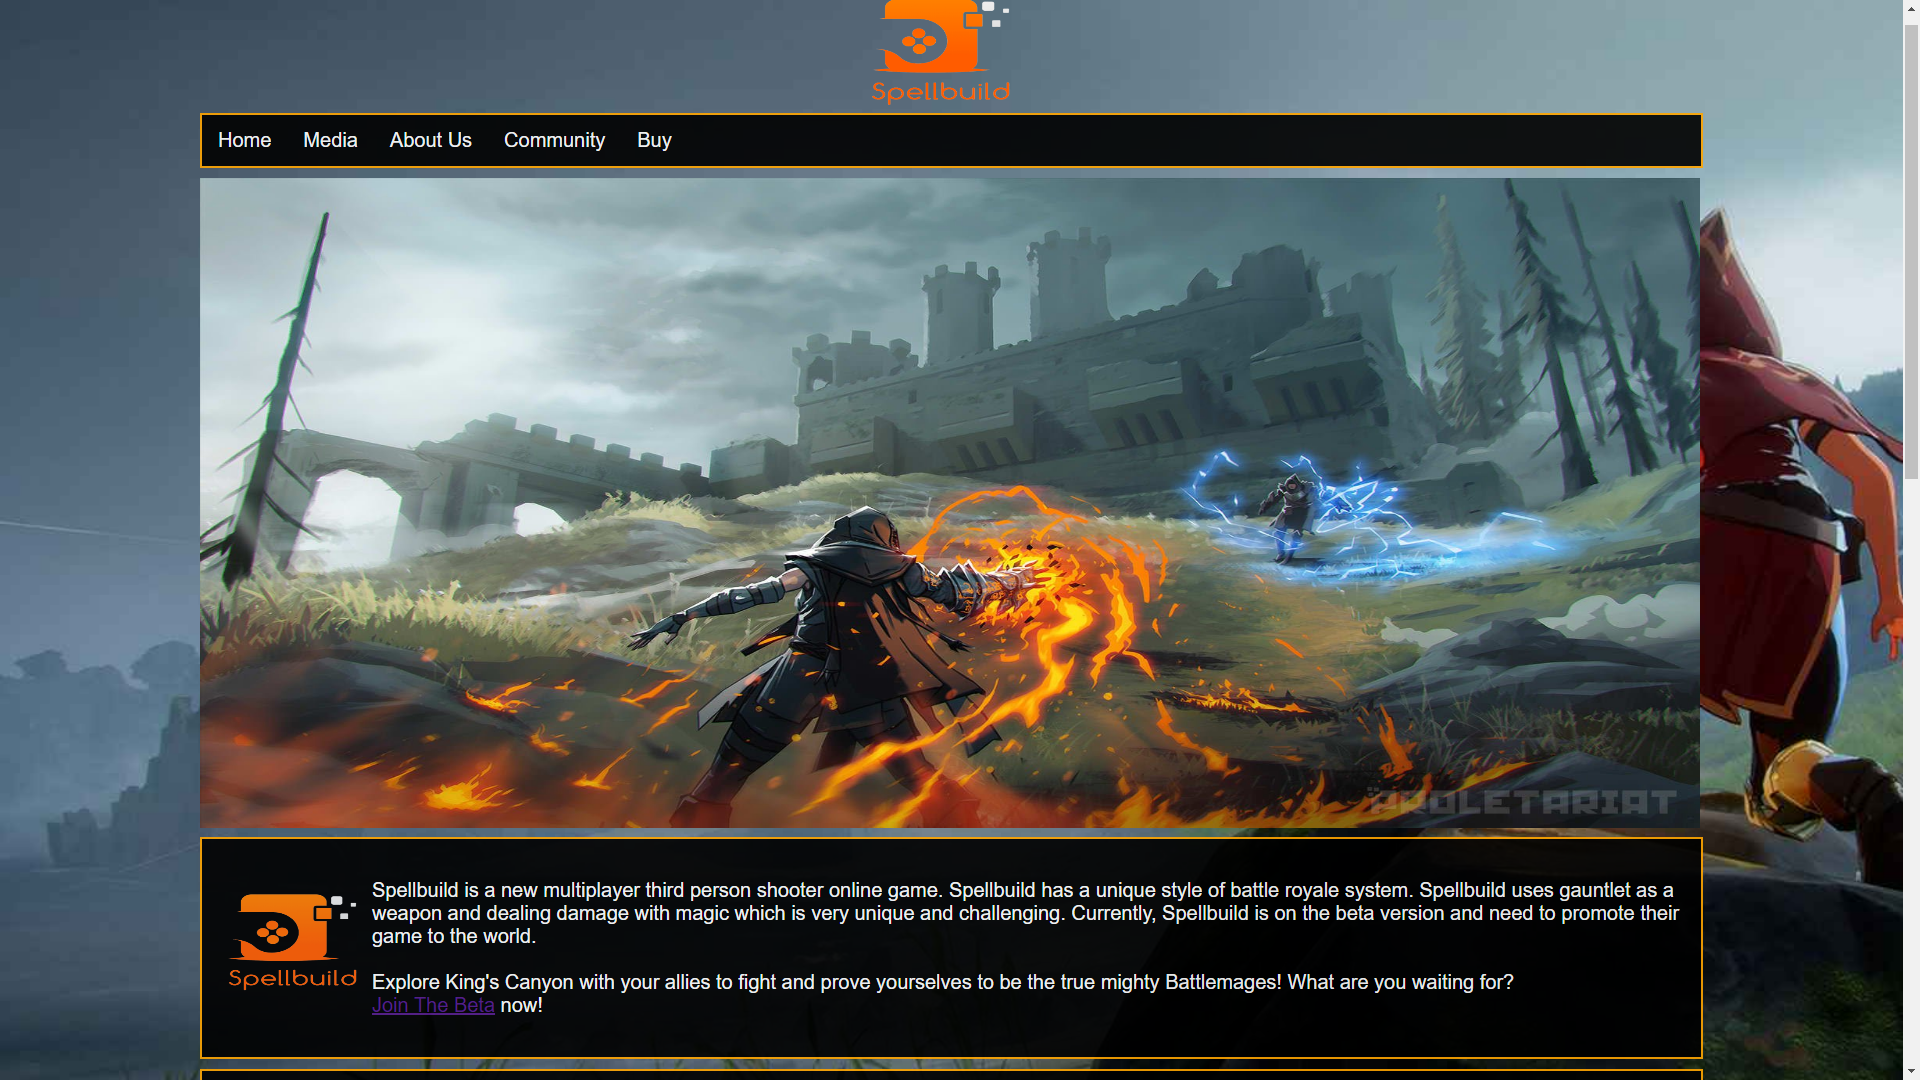 Spellbuild
Home Media About Us Community Buy
PROLETARIAT
Spellbuild is a new multiplayer third person shooter online game. Spellbuild has a unique style of battle royale system. Spellbuild uses gauntlet as a
weapon and dealing damage with magic which is very unique and challenging. Currently, Spellbuild is on the beta version and need to promote their
game to the world.
Spellbuild
Explore King's Canyon with your allies to fight and prove yourselves to be the true mighty Battlemages! What are you waiting for?
Join The Beta now!